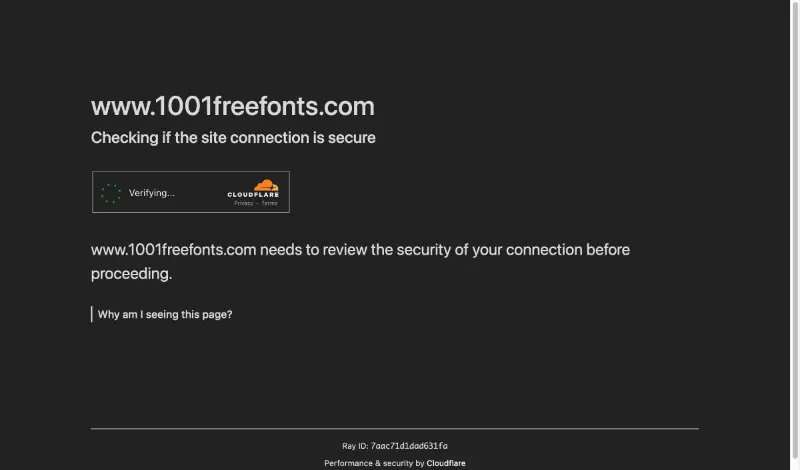 www.1001freefonts.com
Checking if the site connection is secure
Verifying...
CLOUDFLARE
Privacy • Terms
www.1001freefonts.com needs to review the security of your connection before
proceeding.
Why am I seeing this page?
Ray ID: 7aac71d1dad631fa
Performance & security by Cloudflare